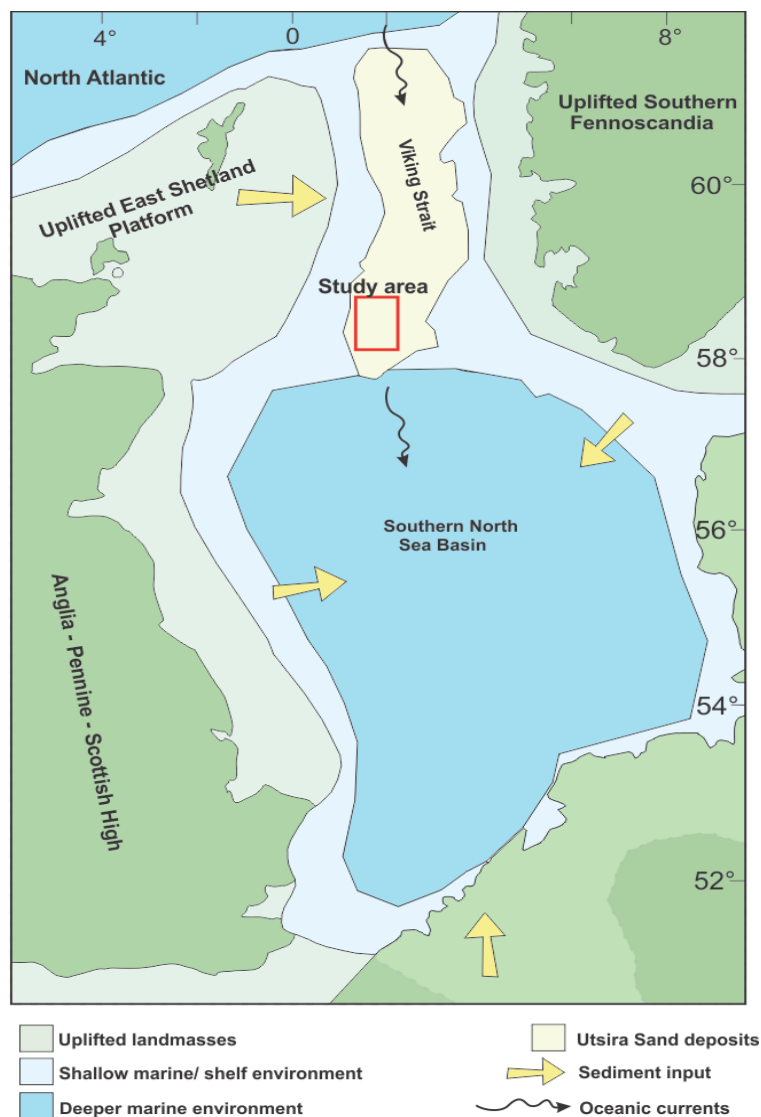 4°
0
8°
North Atlantic
Uplifted Southern
Fennoscandia
Viking Strait
60°
Uplifted East Shetland
Platform
Study area
58°
56°
Southern North
Sea Basin
Anglia - Pennine - Scottish High
54°
52°
Uplifted landmasses
Shallow marine/ shelf environment
Deeper marine environment
Utsira Sand deposits
Sediment input
Oceanic currents